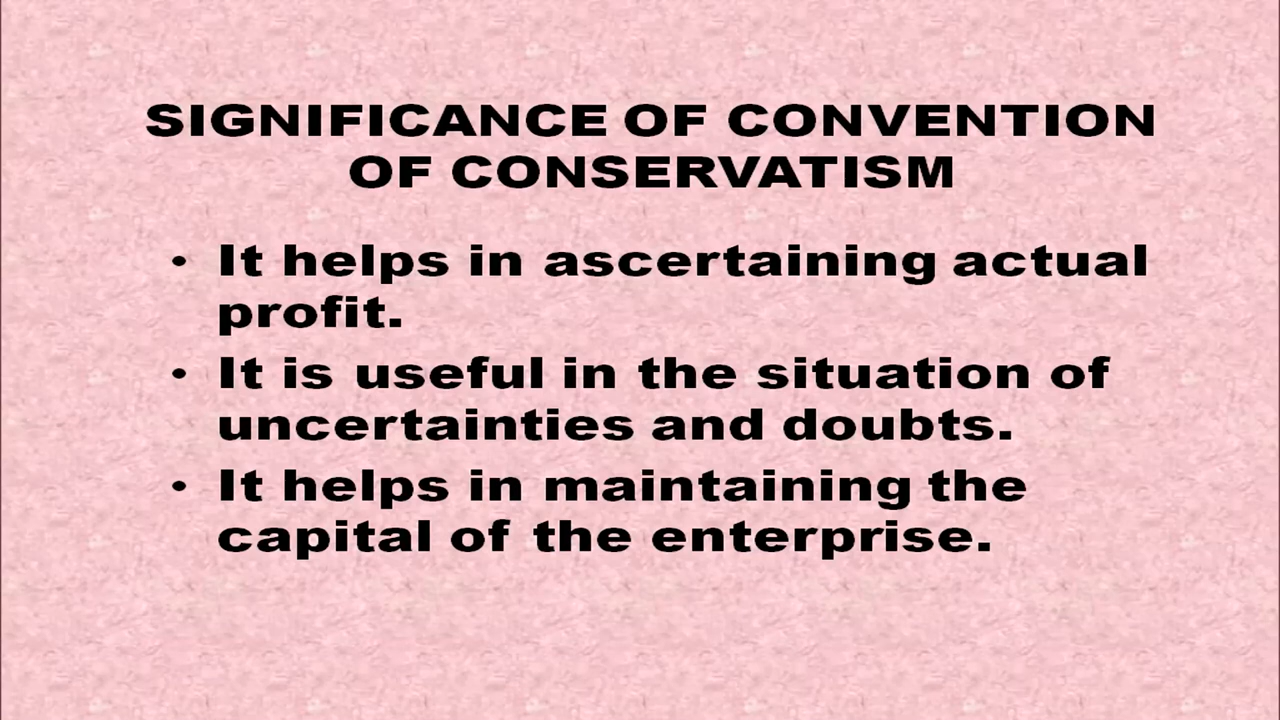 SIGNIFICANCE OF CONVENTION
OF CONSERVATISM
• It helps in ascertaining actual
profit.
• It is useful in the situation of
uncertainties and doubts.
• It helps in maintaining the
capital of the enterprise.